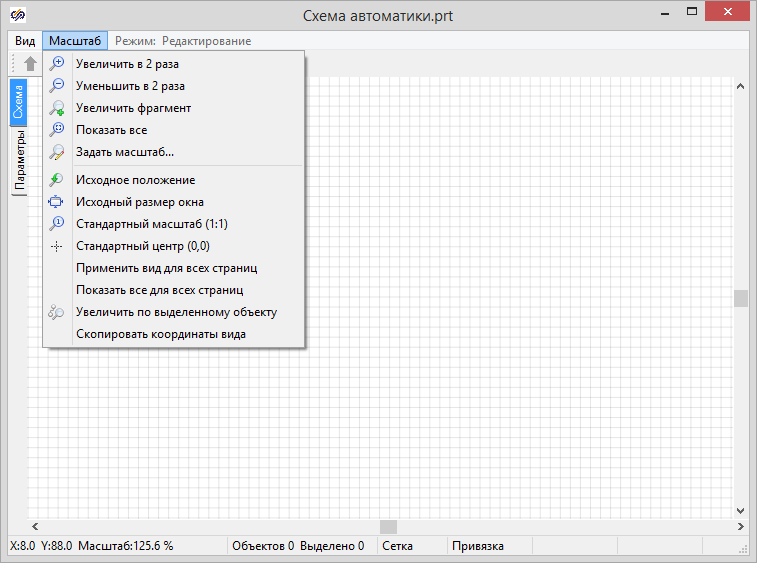 Схема автоматики.prt
Вид Масштаб Режим: Редактирование
Увеличить в 2 раза
Уменьшить в 2 раза
Увеличить фрагмент
Показать все
Задать масштаб...
Исходное положение
Исходный размер окна
Стандартный масштаб (1:1)
Стандартный центр (0,0)
Применить вид для всех страниц
Показать все для всех страниц
Увеличить по выделенному объекту
Скопировать координаты вида
Схема
Параметры
X:8.0 Y:88.0 Масштаб:125.6 % Объектов 0 Выделено 0 Сетка Привязка